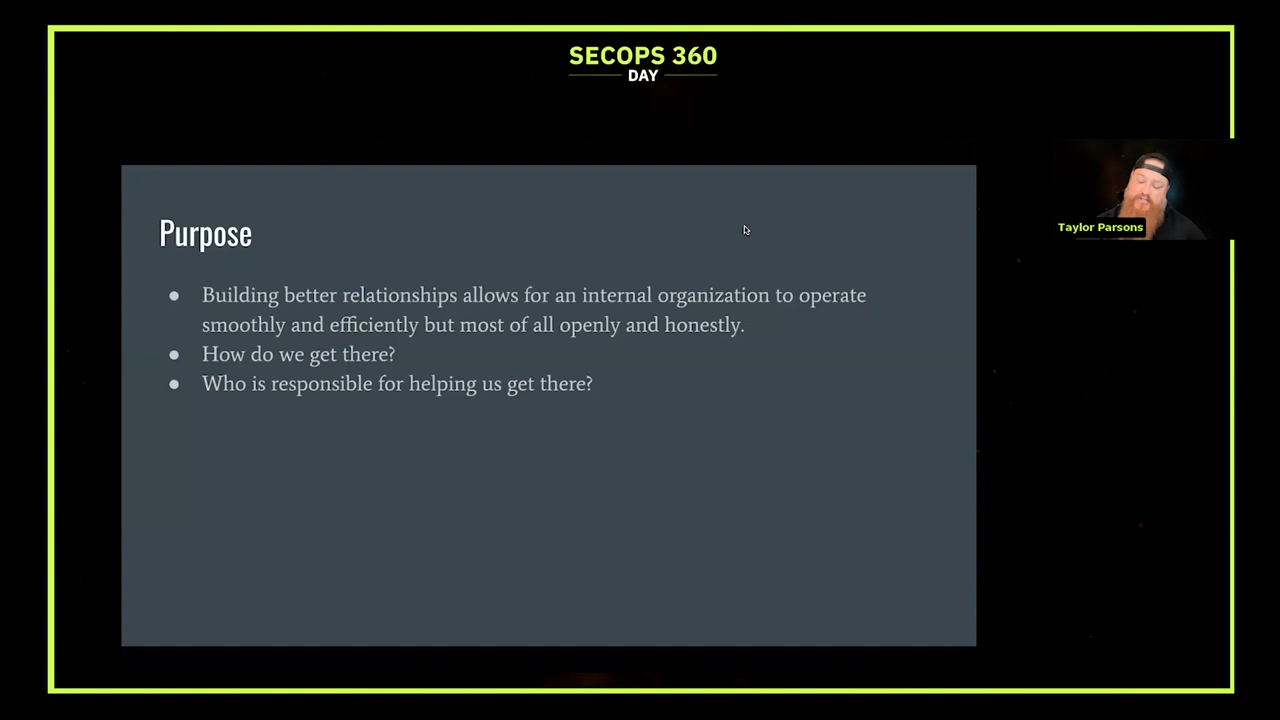 SECOPS 360
DAY
Purpose
● Building better relationships allows for an internal organization to operate
smoothly and efficiently but most of all openly and honestly.
● How do we get there?
● Who is responsible for helping us get there?
Taylor Parsons